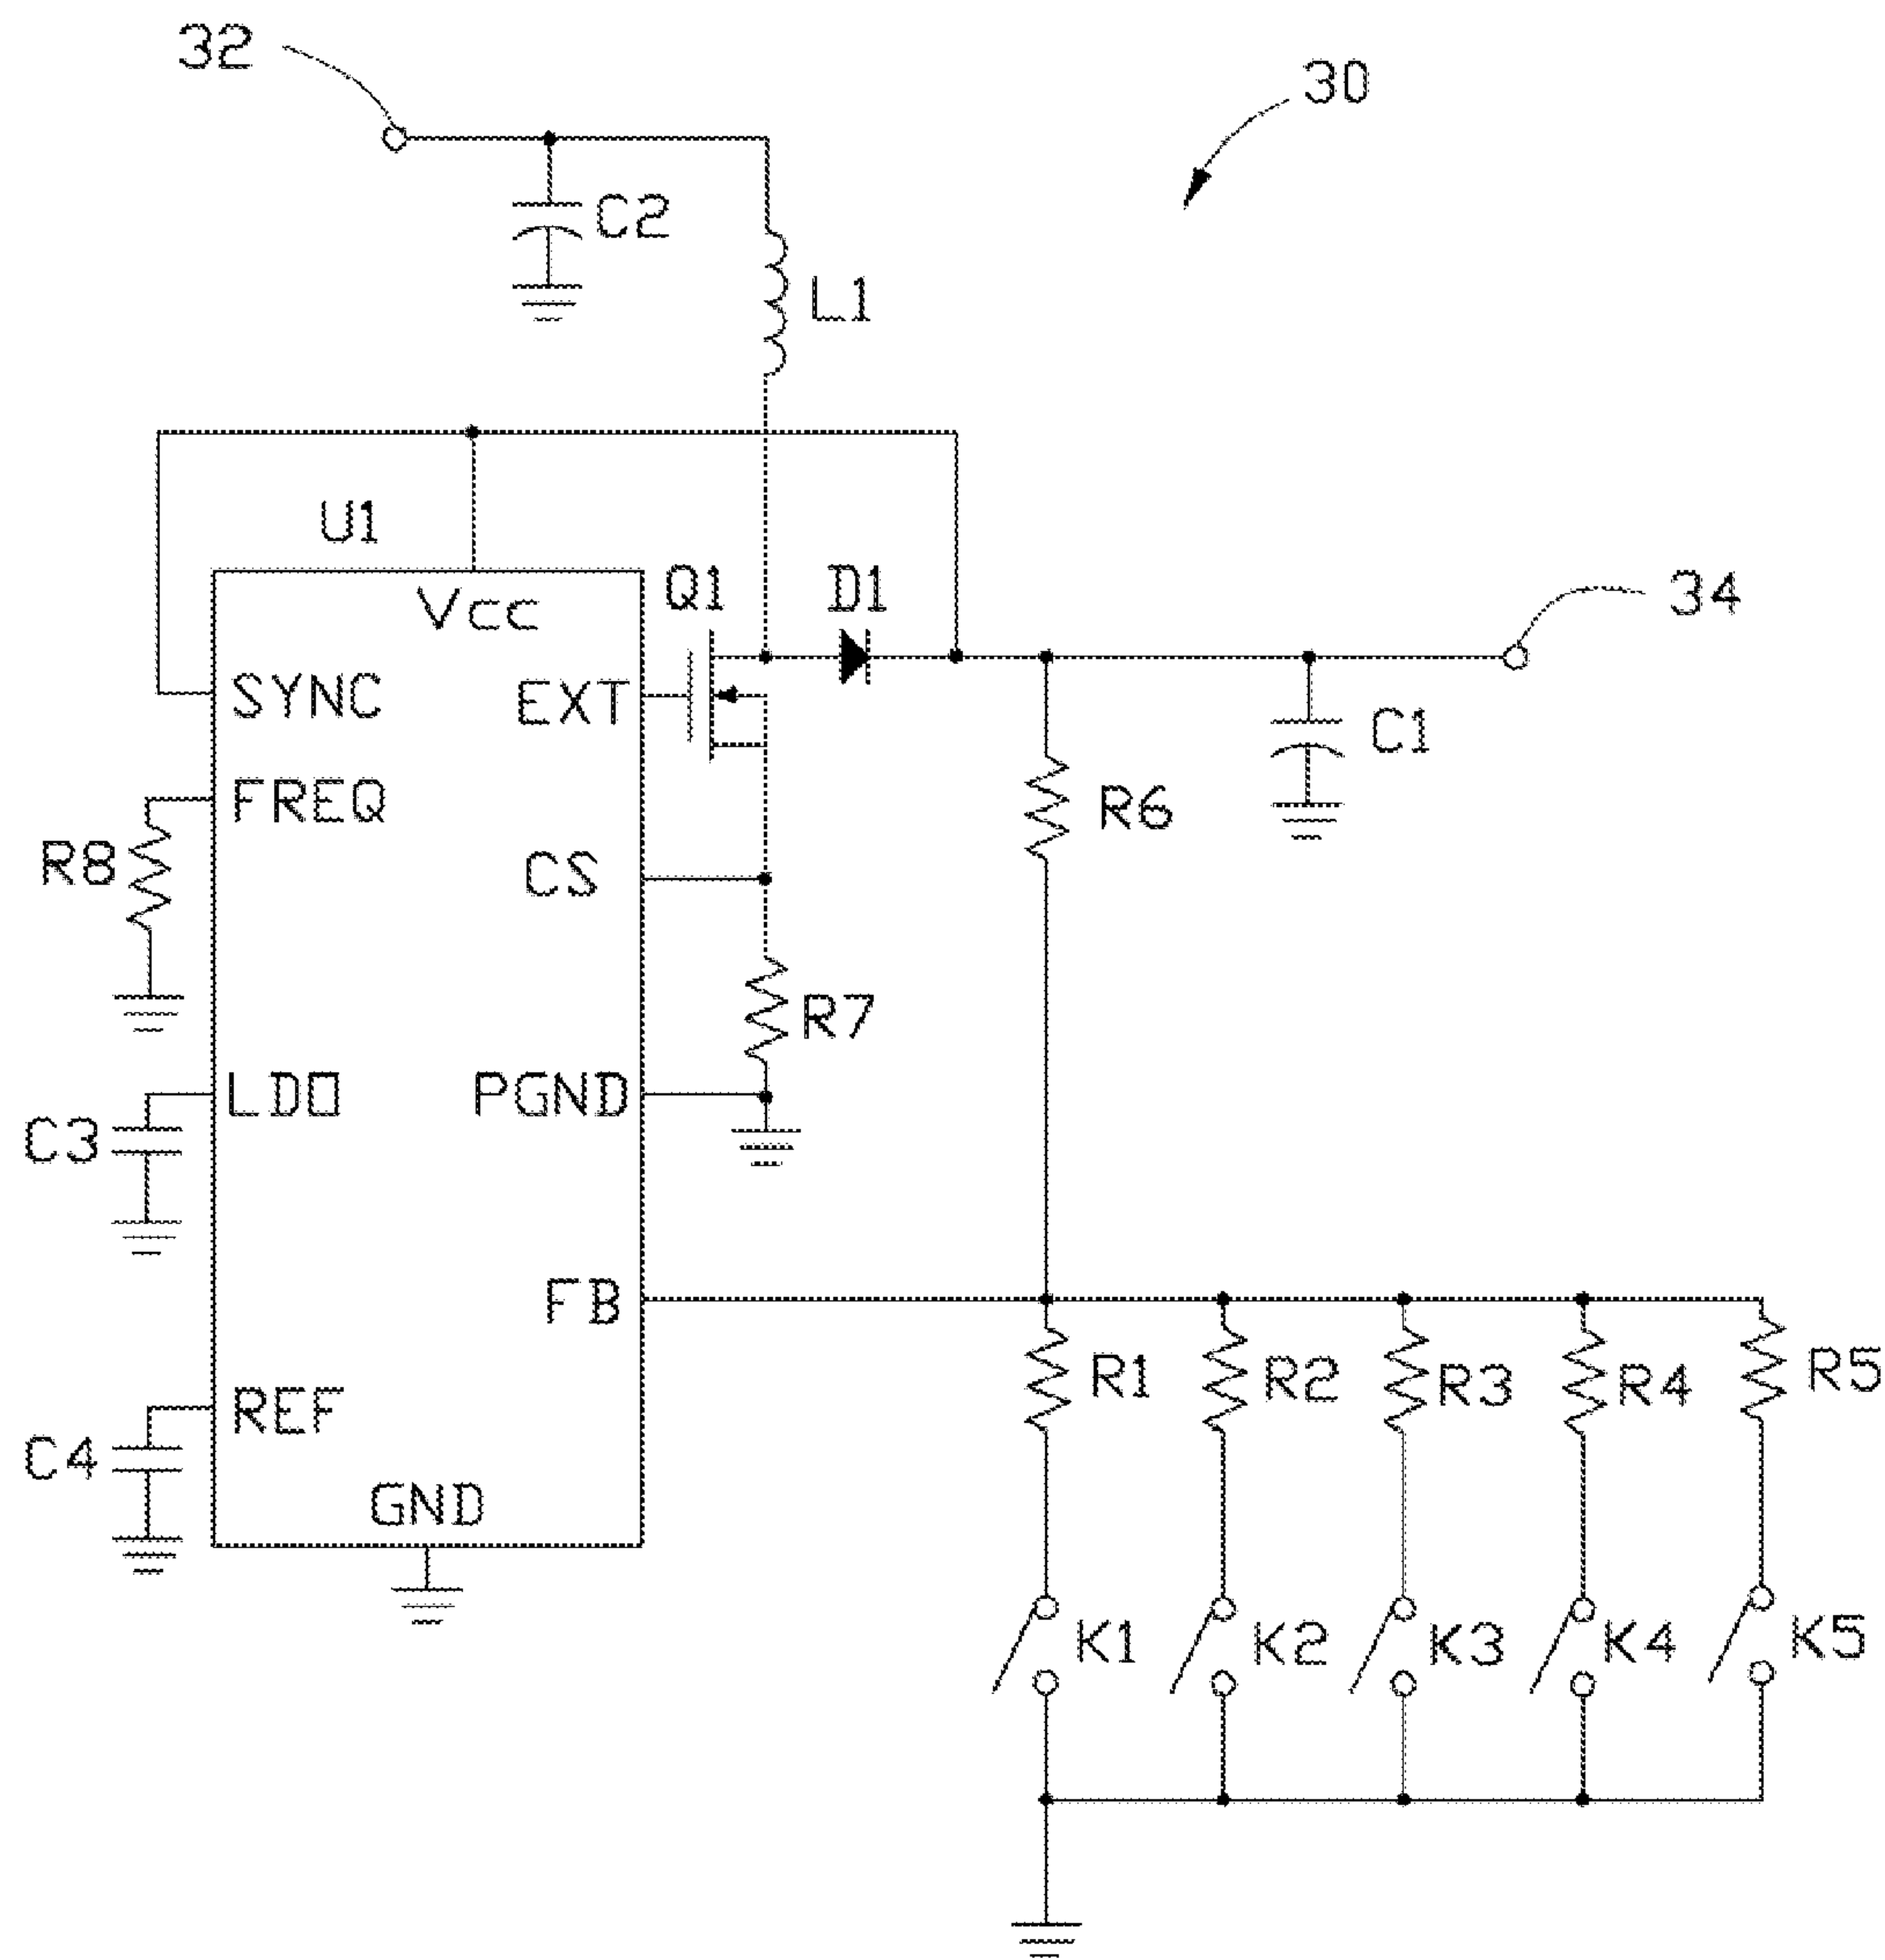 32
30
C2
L1
U1
Vcc
Q1
D1
34
SYNC
EXT
C1
FREQ
R6
R8
CS
R7
LDO
PGND
C3
FB
R1
R2
R3
R4
R5
REF
C4
GND
K1
K2
K3
K4
K5